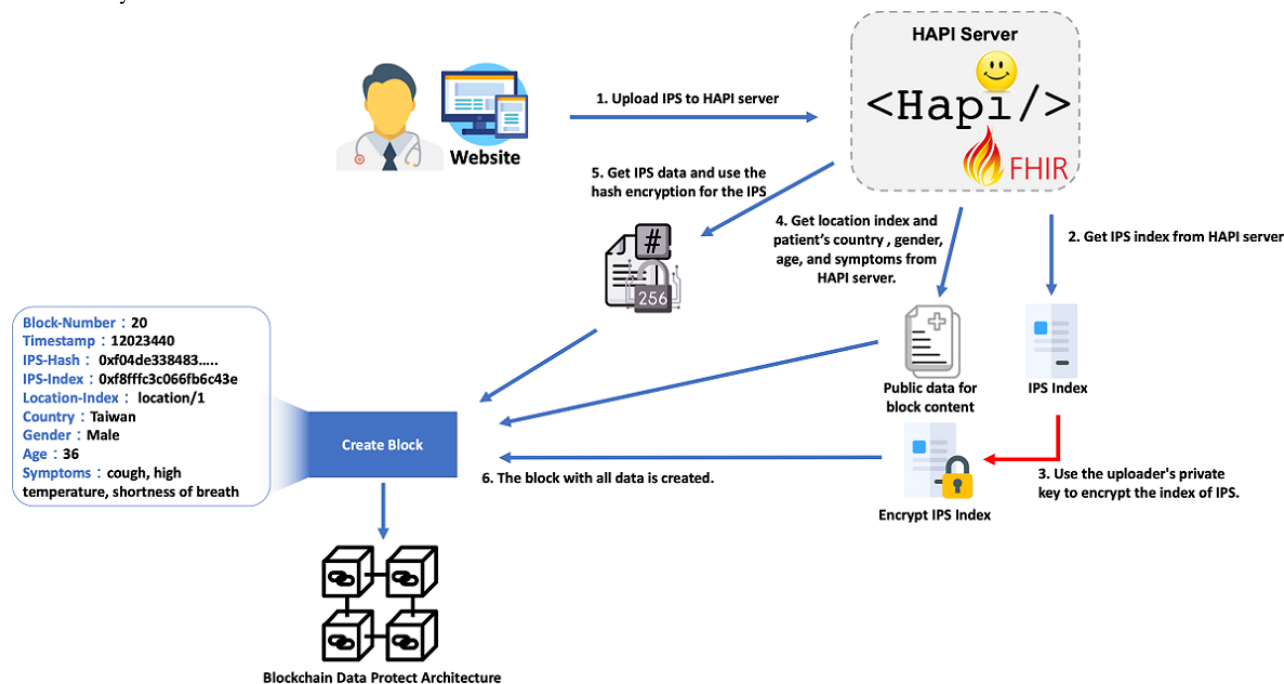 HAPI Server
<Hapi/>
FHIR
1. Upload IPS to HAPI server
Website
5. Get IPS data and use the
hash encryption for the IPS
#
256
4. Get location index and
patient's country , gender,
age, and symptoms from
HAPI server.
2. Get IPS index from HAPI server
Public data for
block content
IPS Index
Block-Number：20
Timestamp：12023440
IPS-Hash：0xf04de338483.....
IPS-Index：0xf8fffc3c066fb6c43e
Location-Index： location/1
Country：Taiwan
Gender：Male
Age：36
Symptoms：cough, high
temperature, shortness of breath
Create Block
6. The block with all data is created.
3. Use the uploader's private
key to encrypt the index of IPS.
Encrypt IPS Index
Blockchain Data Protect Architecture